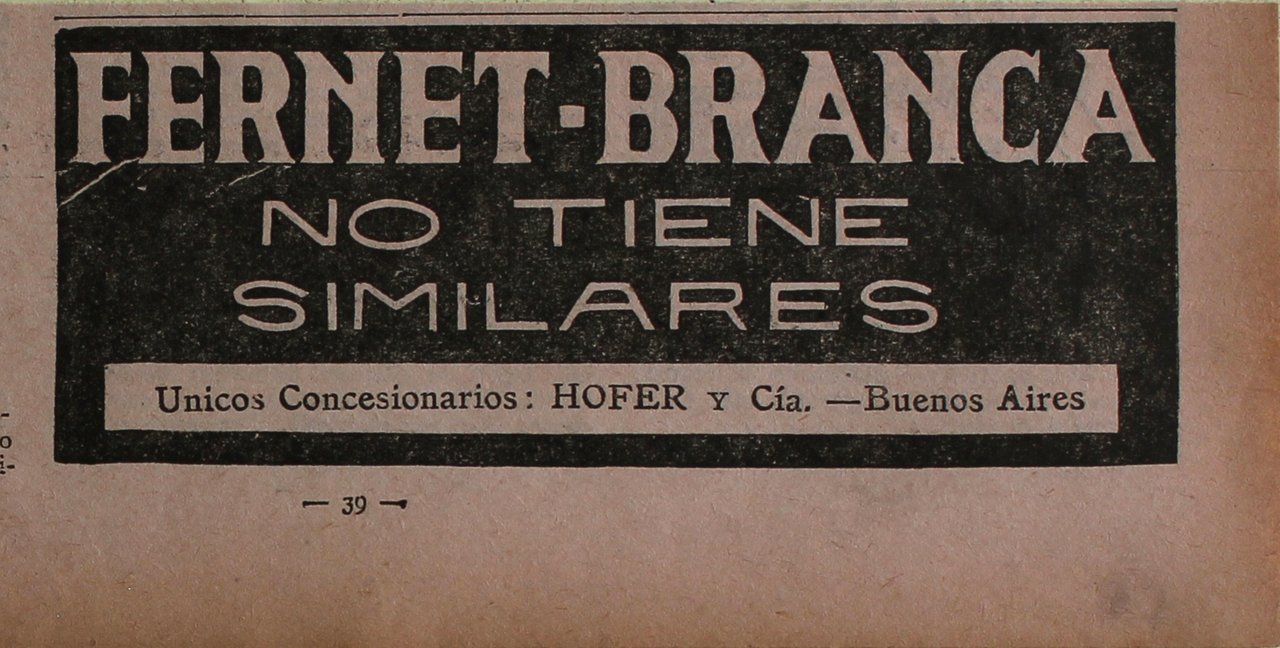 FERNET-BRANCA
NO TIENE
SIMILARES
Unicos Concesionarios: HOFER Y Cía. —Buenos Aires
— 39 —